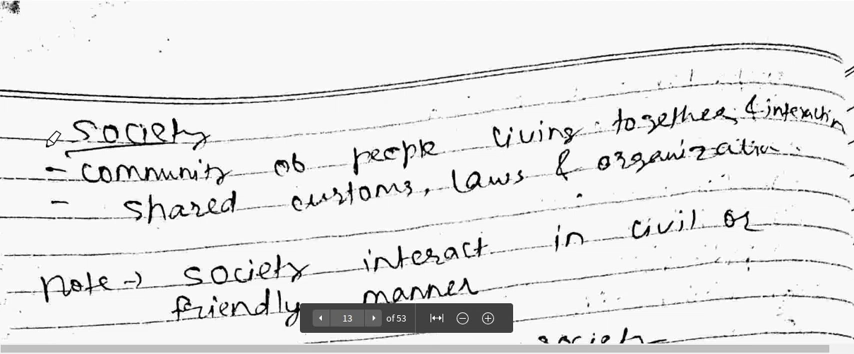 Society
- community of people living together & interaction
- shared customs, laws & organization.
Note → society interact in civil or
friendly manner
13 of 53
society